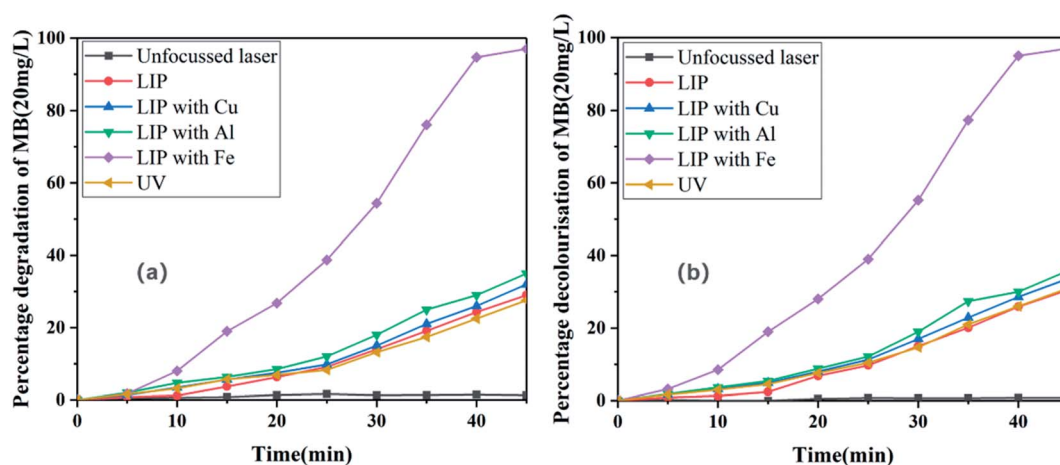 Percentage degradation of MB(20mg/L)
100
80
60
40
20
0
Unfocussed laser
LIP
LIP with Cu
LIP with Al
LIP with Fe
UV
(a)
0 10 20 30 40
Time(min)
Percentage decolourisation of MB(20mg/L)
100
80
60
40
20
0
Unfocussed laser
LIP
LIP with Cu
LIP with Al
LIP with Fe
UV
(b)
0 10 20 30 40
Time(min)